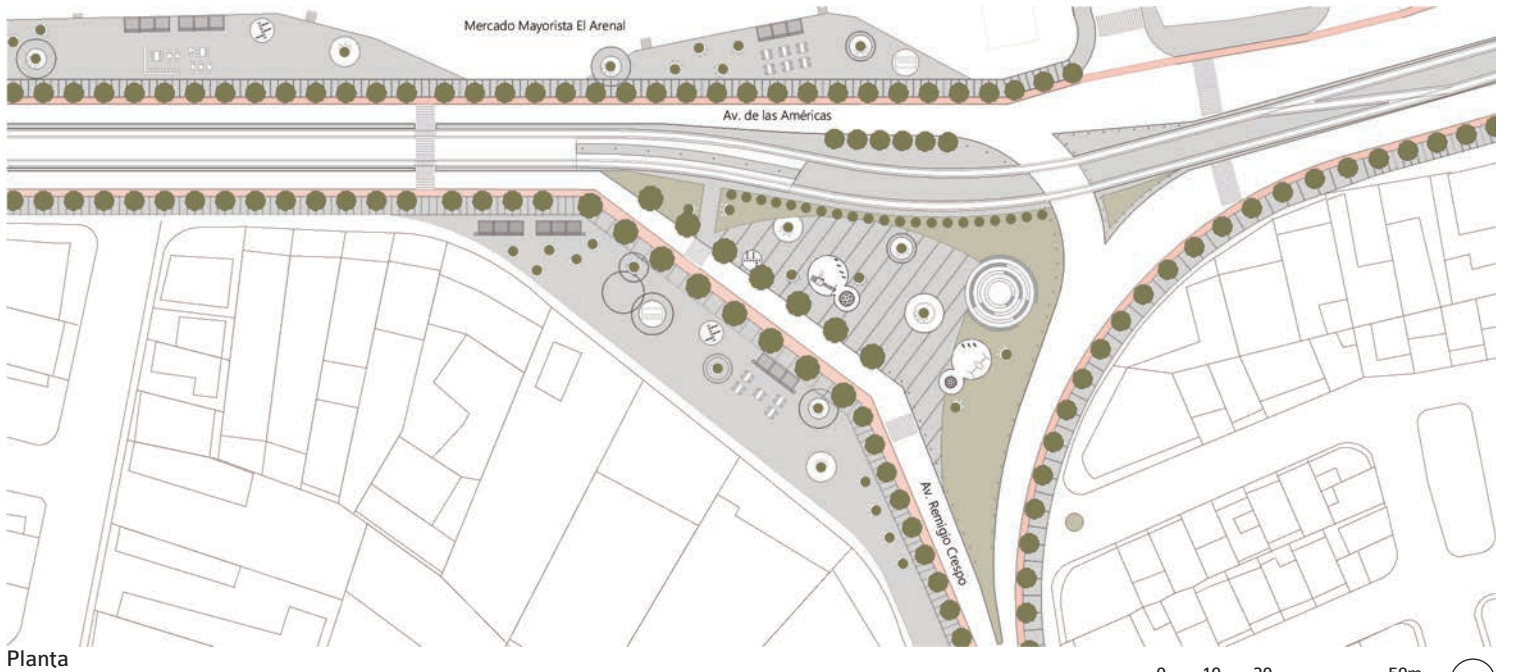 Mercado Mayorista El Arenal
Av. de las Américas
Av. Remigio Crespo
Planta
0 10 20 50m